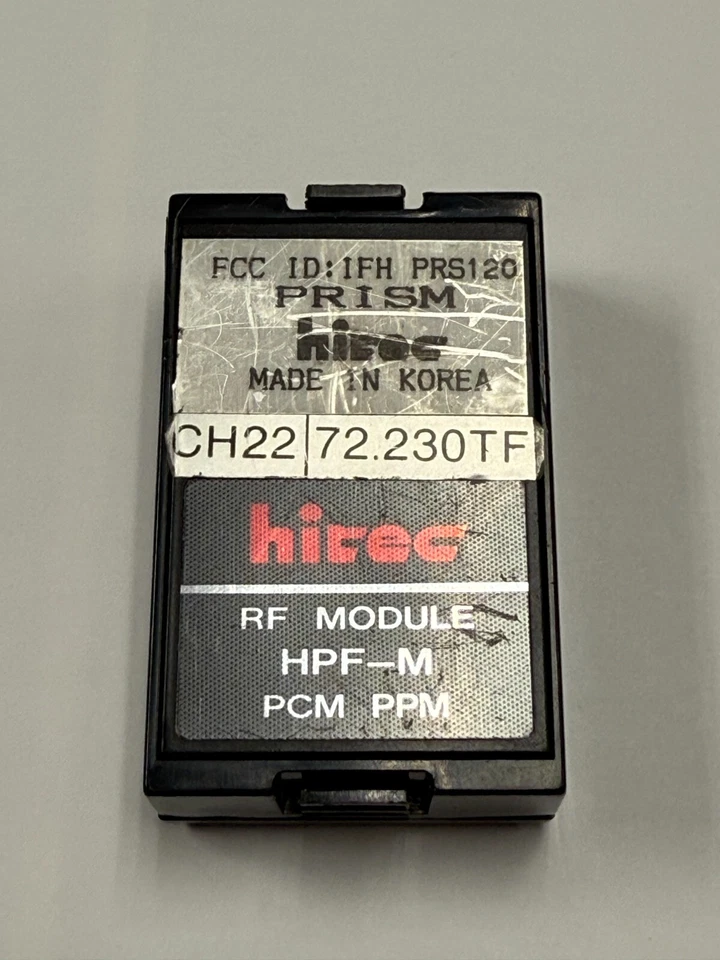 FCC ID:IFH PRS120
PRISM
hitec
MADE IN KOREA
CH22 72.230TF
hitec
RF MODULE
HPF-M
PCM PPM